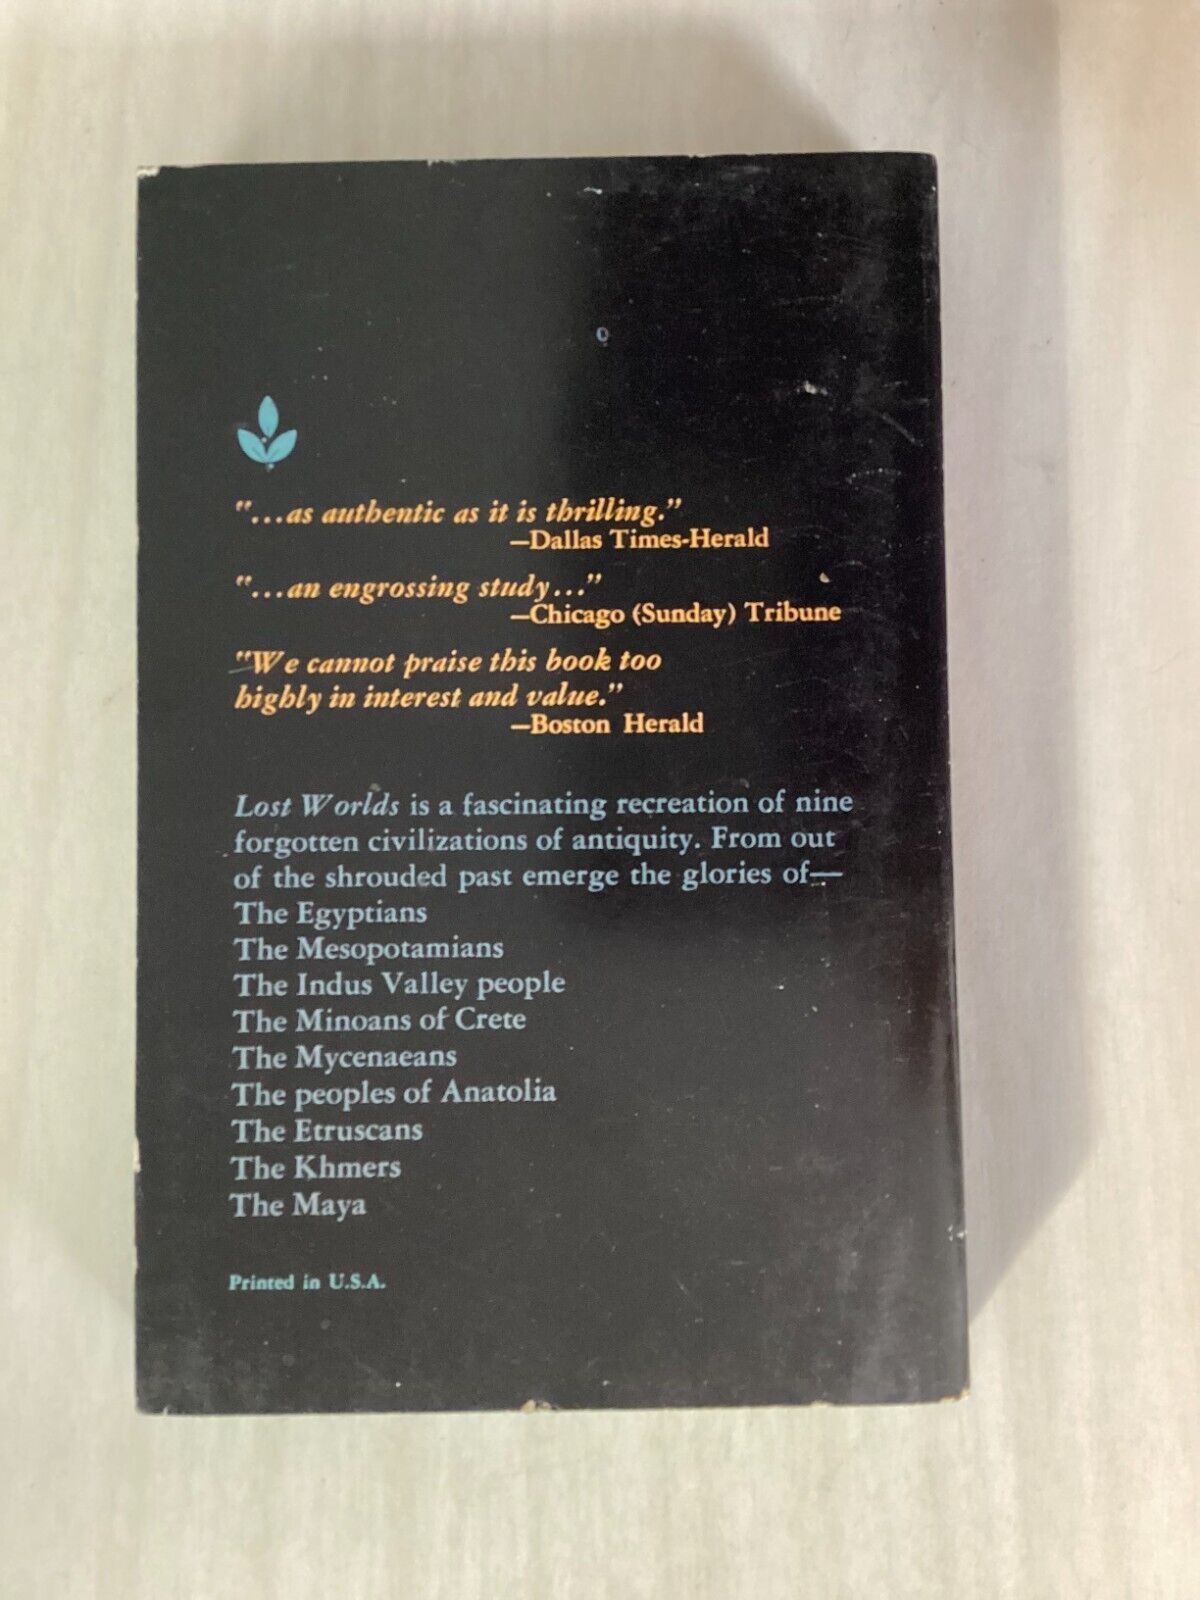 "...as authentic as it is thrilling."
—Dallas Times-Herald
"...an engrossing study..."
—Chicago (Sunday) Tribune
"We cannot praise this book too
highly in interest and value."
—Boston Herald
Lost Worlds is a fascinating recreation of nine
forgotten civilizations of antiquity. From out
of the shrouded past emerge the glories of—
The Egyptians
The Mesopotamians
The Indus Valley people
The Minoans of Crete
The Mycenaeans
The peoples of Anatolia
The Etruscans
The Khmers
The Maya
Printed in U.S.A.